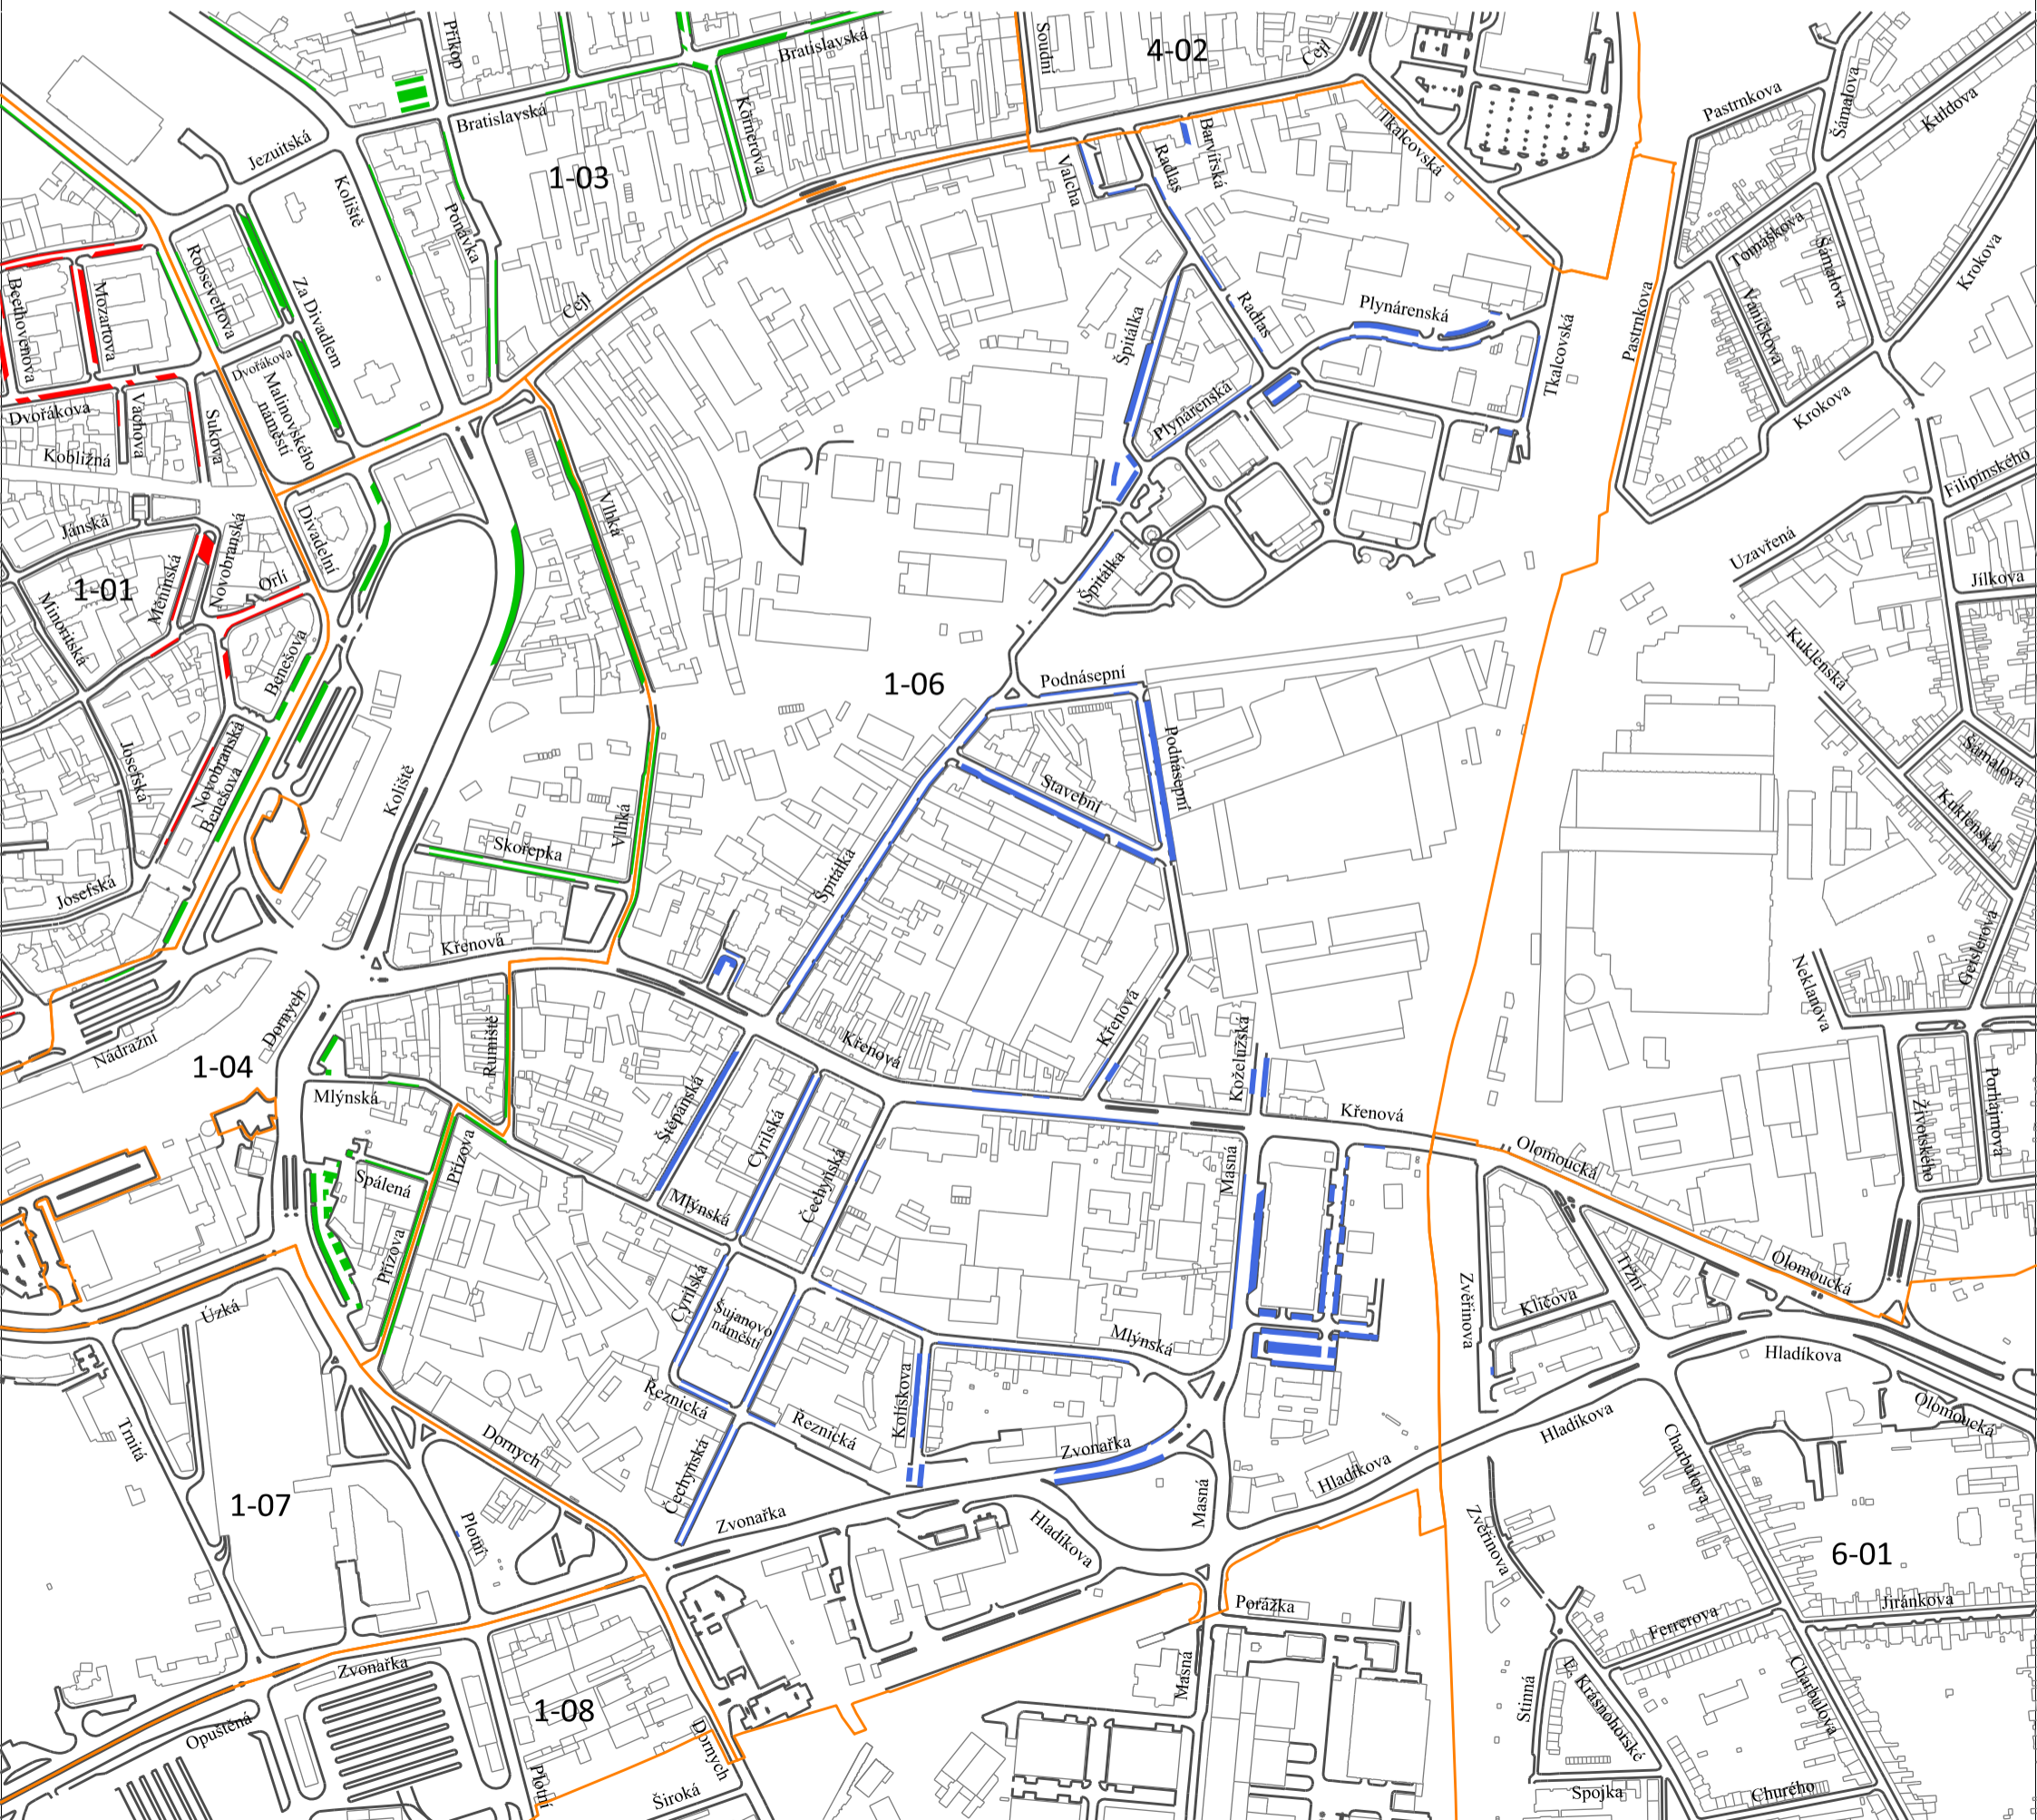 Příkop
Bratislavská
Soudní
4-02
Cejl
Pastrnkova
Šámalova
Kuldova
Jezuitská
Bratislavská
Körnerova
Koliště
1-03
Ponávka
Valcha
Radlas
Barvířská
Tkalcovská
Tomáškova
Šámalova
Krokova
Beethovenova
Mozartova
Rooseveltova
Za Divadlem
Cejl
Špitálka
Radlas
Plynárenská
Tkalcovská
Pastrnkova
Vaníčkova
Krokova
Dvořákova
Malinovského
náměstí
Dvořákova
Vachova
Sukova
Kobližná
Plynárenská
Filipínského
Jánská
Novobranská
Divadelní
Vlhká
Uzavřená
1-01
Měnínská
Orlí
Minoritská
Špitálka
Jílkova
Benešova
Kuklenská
1-06
Podnásepní
Josefská
Novobranská
Benešova
Koliště
Vlhká
Skořepka
Stavební
Podnásepní
Šámalova
Kuklenská
Josefská
Špitálka
Křenová
Geislerova
Neklanova
Nádražní
Dornych
1-04
Rumiště
Křenová
Křenová
Koželužská
Křenová
Mlýnská
Štěpánská
Cyrilská
Čechyňská
Masná
Olomoucká
Životského
Porhajmova
Přízova
Spálená
Mlýnská
Přízova
Cyrilská
Šujanovo
náměstí
Mlýnská
Zvěřinova
Klíčova
Tržní
Olomoucká
Úzká
Hladíkova
Trnitá
Řeznická
Řeznická
Kolískova
Zvonařka
Hladíkova
Olomoucká
Dornych
Čechyňská
Hladíkova
Charbulova
1-07
Plotní
Zvonařka
Hladíkova
Masná
Zvěřinova
6-01
Porážka
Jiránkova
Ferrerova
Zvonařka
Masná
Stinná
E. Krásnohorské
Charbulova
Opuštěná
1-08
Dornych
Plotní
Široká
Spojka
Churého